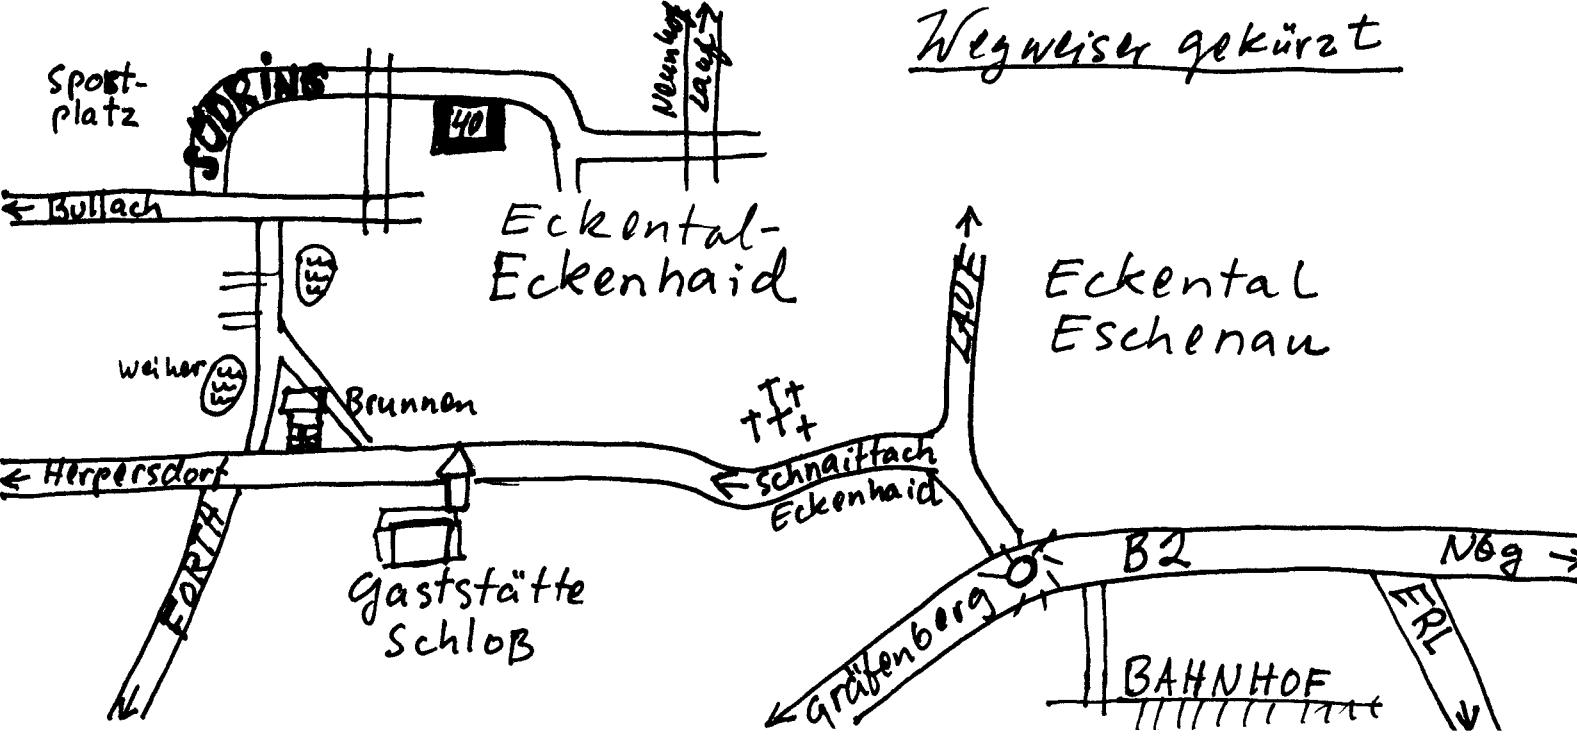 Wegweiser gekürzt
Sport-
platz
SÜDRING
40
Neunhof
Lauf
Bullach
Eckental-
Eckenhaid
Eckental
Eschenau
LAUF
Weiher
Brunnen
Herpersdorf
Schnaittach
Eckenhaid
FORTH
Gaststätte
Schloß
B2
Nbg
Gräfenberg
ERL
BAHNHOF